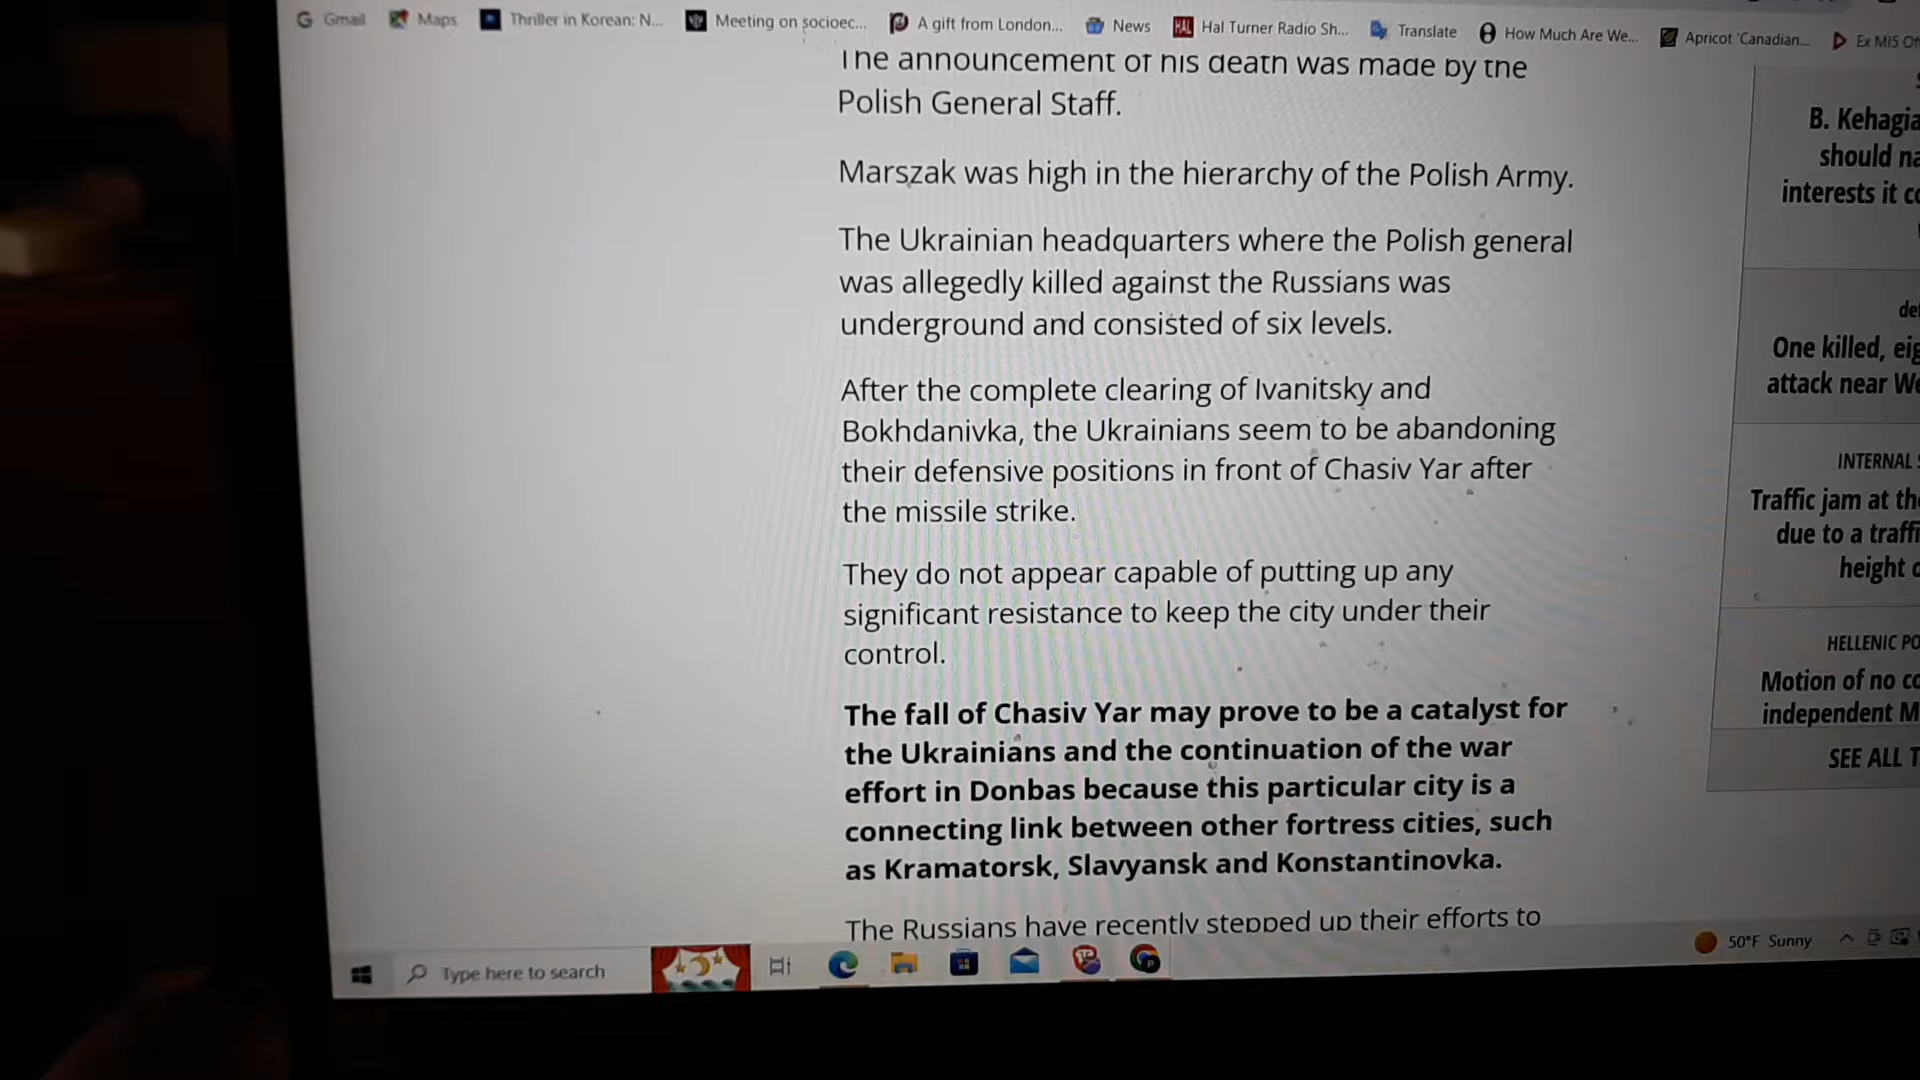 Gmail Maps Thriller in Korean: N... Meeting on socioec... A gift from London... News Hal Turner Radio Sh... Translate How Much Are We... Apricot 'Canadian... Ex MI5 Of
The announcement of his death was made by the
Polish General Staff.
Marszak was high in the hierarchy of the Polish Army.
The Ukrainian headquarters where the Polish general
was allegedly killed against the Russians was
underground and consisted of six levels.
After the complete clearing of Ivanitsky and
Bokhdanivka, the Ukrainians seem to be abandoning
their defensive positions in front of Chasiv Yar after
the missile strike.
They do not appear capable of putting up any
significant resistance to keep the city under their
control.
The fall of Chasiv Yar may prove to be a catalyst for
the Ukrainians and the continuation of the war
effort in Donbas because this particular city is a
connecting link between other fortress cities, such
as Kramatorsk, Slavyansk and Konstantinovka.
The Russians have recently stepped up their efforts to
B. Kehagia
should na
interests it co
def
One killed, eig
attack near We
INTERNAL S
Traffic jam at the
due to a traffi
height o
HELLENIC PO
Motion of no co
independent M
SEE ALL T
Type here to search
50°F Sunny